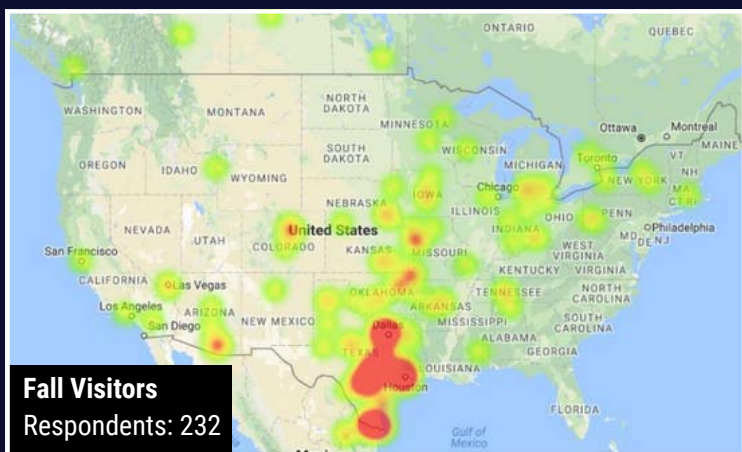 ONTARIO
QUEBEC
WASHINGTON
MONTANA
NORTH
DAKOTA
MINNESOTA
Ottawa
Montreal
MAINE
OREGON
IDAHO
SOUTH
DAKOTA
WISCONSIN
MICHIGAN
Toronto
VT
NH
WYOMING
NEW YORK
MA
CT RI
IOWA
Chicago
NEBRASKA
ILLINOIS
INDIANA
OHIO
PENN
NEVADA
UTAH
COLORADO
United States
KANSAS
MISSOURI
WEST
VIRGINIA
MD
DE
NJ
Philadelphia
San Francisco
CALIFORNIA
Las Vegas
KENTUCKY
VIRGINIA
Los Angeles
San Diego
ARIZONA
NEW MEXICO
OKLAHOMA
ARKANSAS
TENNESSEE
NORTH
CAROLINA
MISSISSIPPI
SOUTH
CAROLINA
Dallas
TEXAS
ALABAMA
GEORGIA
LOUISIANA
Houston
FLORIDA
Gulf of
Mexico
Fall Visitors
Respondents: 232